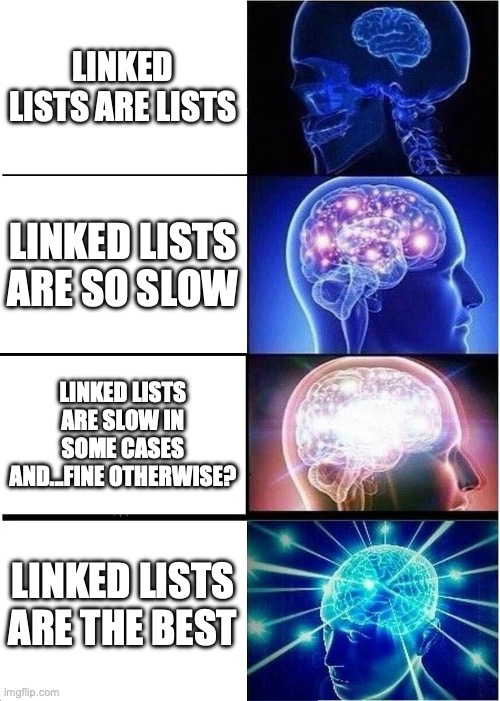 LINKED
LISTS ARE LISTS
LINKED LISTS
ARE SO SLOW
LINKED LISTS
ARE SLOW IN
SOME CASES
AND...FINE OTHERWISE?
LINKED LISTS
ARE THE BEST
imgflip.com